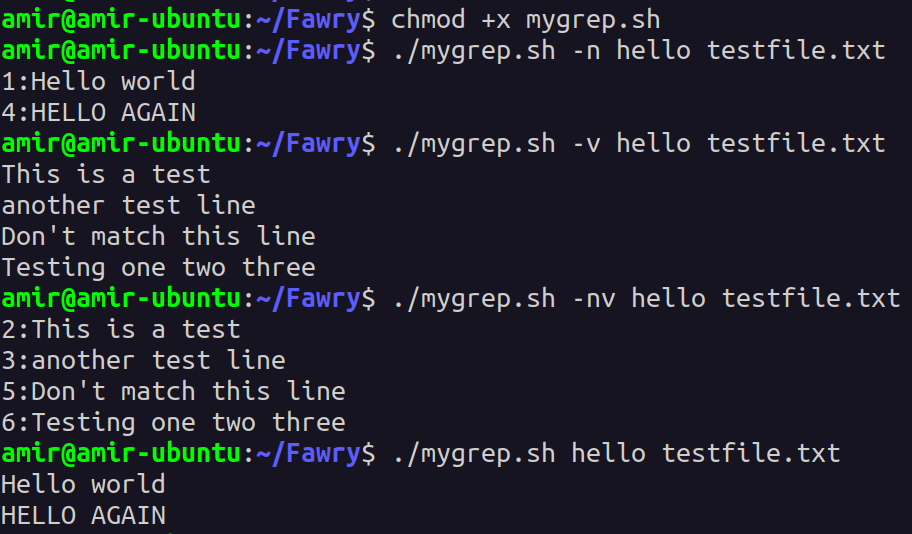 amir@amir-ubuntu:~/Fawry$ chmod +x mygrep.sh
amir@amir-ubuntu:~/Fawry$ ./mygrep.sh -n hello testfile.txt
1:Hello world
4:HELLO AGAIN
amir@amir-ubuntu:~/Fawry$ ./mygrep.sh -v hello testfile.txt
This is a test
another test line
Don't match this line
Testing one two three
amir@amir-ubuntu:~/Fawry$ ./mygrep.sh -nv hello testfile.txt
2:This is a test
3:another test line
5:Don't match this line
6:Testing one two three
amir@amir-ubuntu:~/Fawry$ ./mygrep.sh hello testfile.txt
Hello world
HELLO AGAIN